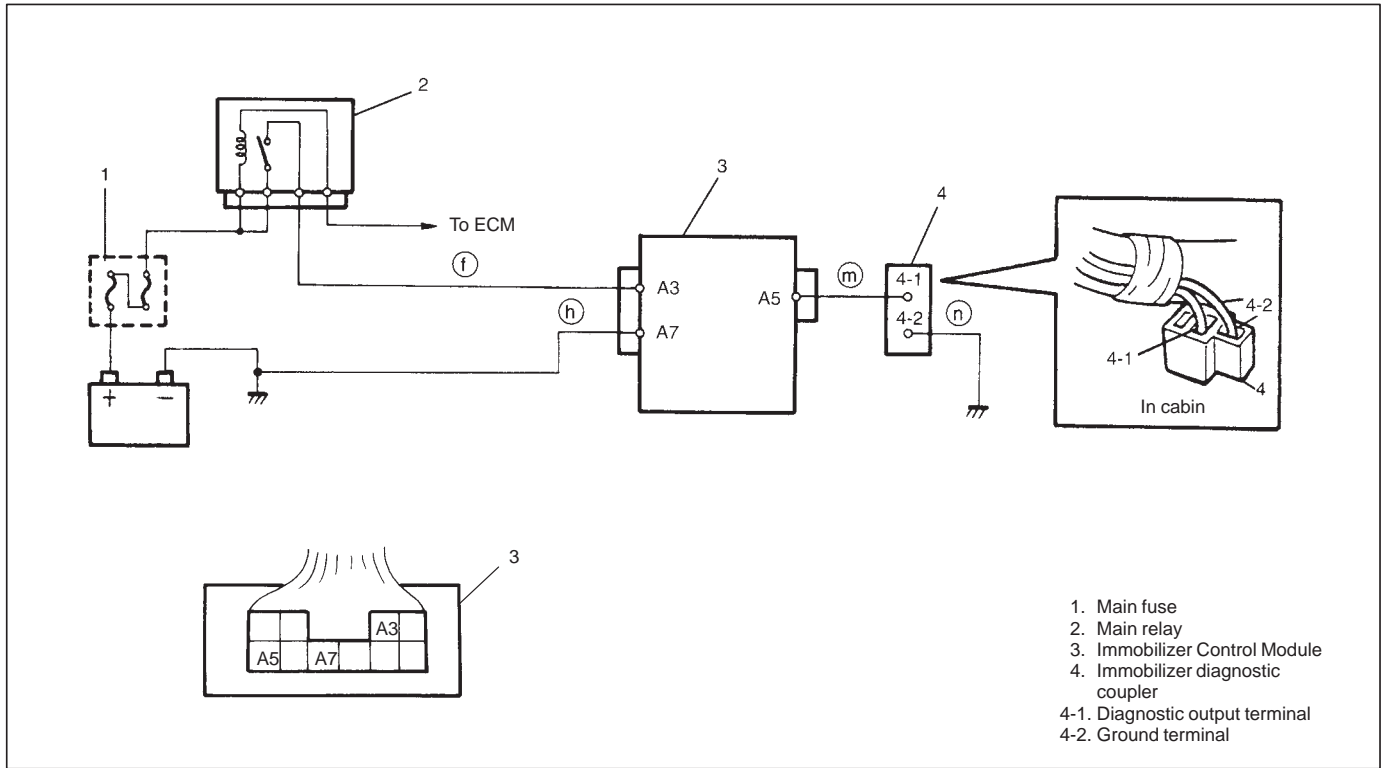 2
1
To ECM
f
h
3
A3
A7
A5
m
4
4-1
4-2
n
4-2
4-1
4
In cabin
+
−
3
A3
A5
A7
1. Main fuse
2. Main relay
3. Immobilizer Control Module
4. Immobilizer diagnostic
coupler
4-1. Diagnostic output terminal
4-2. Ground terminal